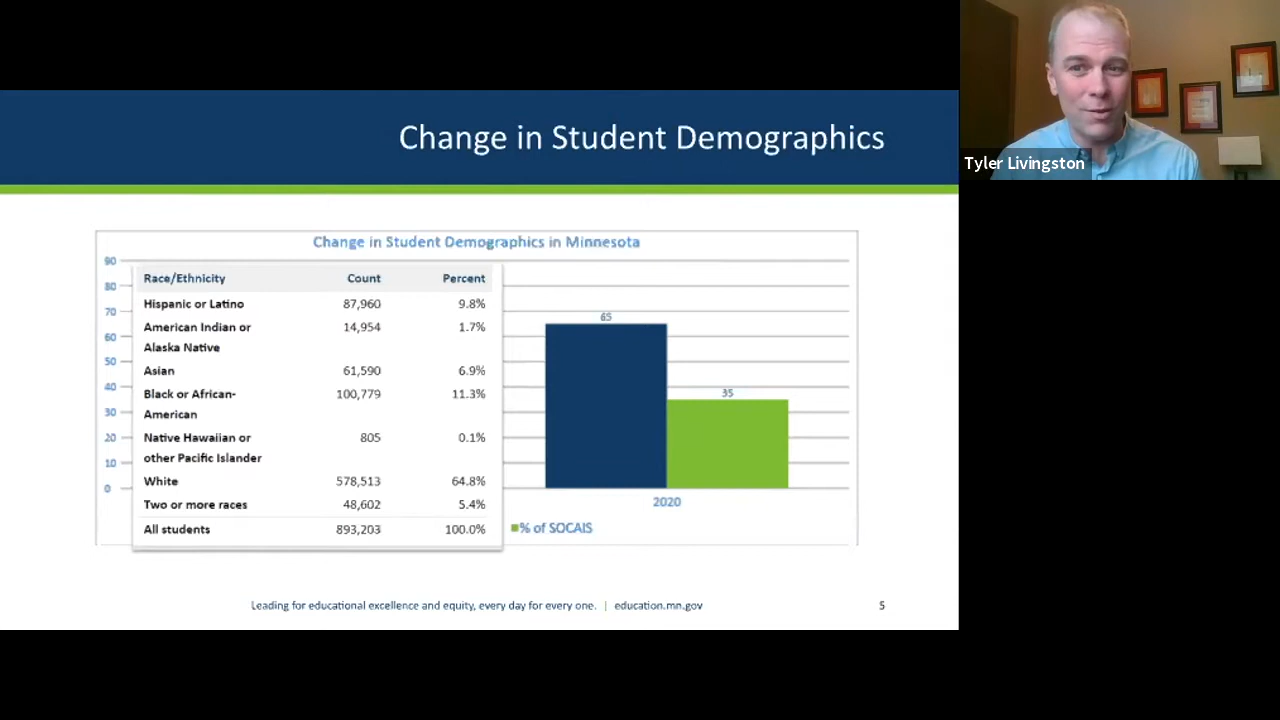 Change in Student Demographics
Tyler Livingston
Change in Student Demographics in Minnesota
90
80
70
60
50
40
30
20
10
0
Race/Ethnicity Count Percent
Hispanic or Latino 87,960 9.8%
American Indian or 14,954 1.7%
Alaska Native
Asian 61,590 6.9%
Black or African- 100,779 11.3%
American
Native Hawaiian or 805 0.1%
other Pacific Islander
White 578,513 64.8%
Two or more races 48,602 5.4%
All students 893,203 100.0%
65
35
2020
% of SOCAIS
Leading for educational excellence and equity, every day for every one. | education.mn.gov
5